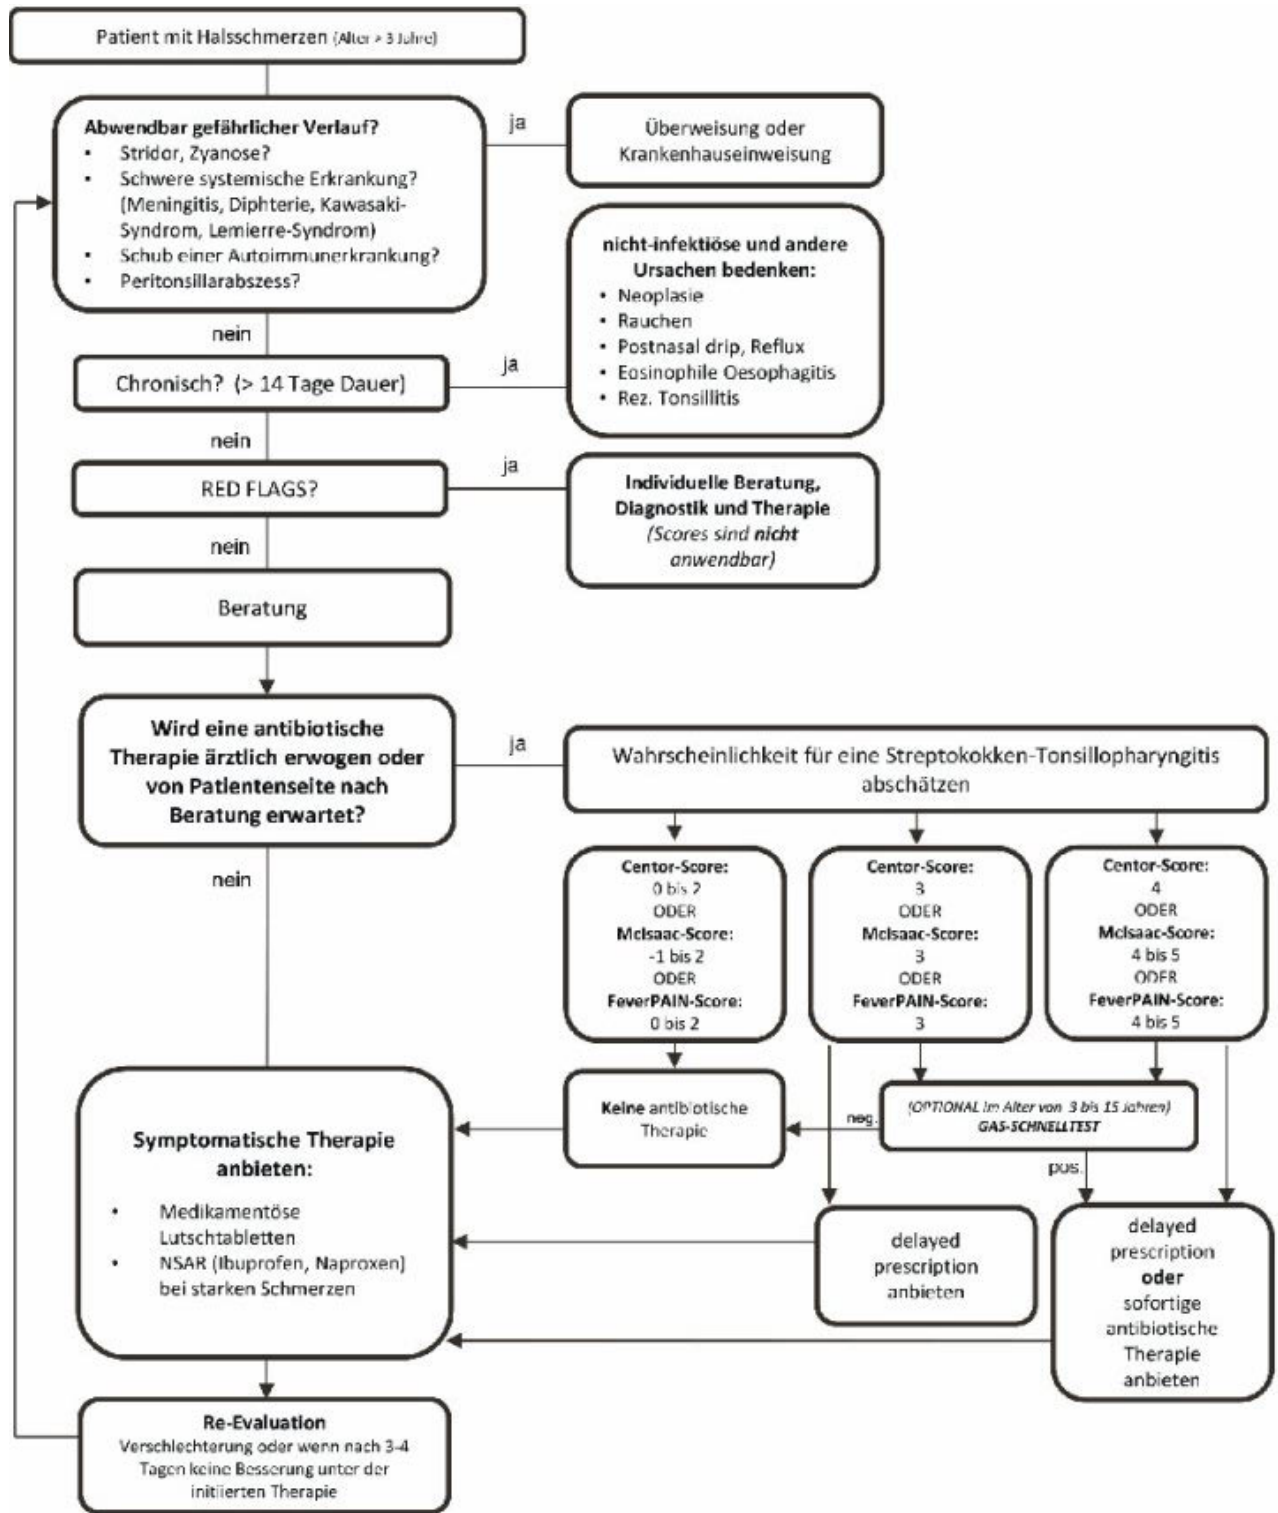 Patient mit Halsschmerzen (Alter > 3 Jahre)
Abwendbar gefährlicher Verlauf?
• Stridor, Zyanose?
• Schwere systemische Erkrankung?
(Meningitis, Diphterie, Kawasaki-
Syndrom, Lemierre-Syndrom)
• Schub einer Autoimmunerkrankung?
• Peritonsillarabszess?
ja
Überweisung oder
Krankenhauseinweisung
nein
Chronisch? (> 14 Tage Dauer)
ja
nicht-infektiöse und andere
Ursachen bedenken:
• Neoplasie
• Rauchen
• Postnasal drip, Reflux
• Eosinophile Oesophagitis
• Rez. Tonsillitis
nein
RED FLAGS?
ja
Individuelle Beratung,
Diagnostik und Therapie
(Scores sind nicht
anwendbar)
nein
Beratung
Wird eine antibiotische
Therapie ärztlich erwogen oder
von Patientenseite nach
Beratung erwartet?
ja
Wahrscheinlichkeit für eine Streptokokken-Tonsillopharyngitis
abschätzen
Centor-Score:
0 bis 2
ODER
McIsaac-Score:
-1 bis 2
ODER
FeverPAIN-Score:
0 bis 2
Centor-Score:
3
ODER
McIsaac-Score:
3
ODER
FeverPAIN-Score:
3
Centor-Score:
4
ODER
McIsaac-Score:
4 bis 5
ODER
FeverPAIN-Score:
4 bis 5
nein
Keine antibiotische
Therapie
neg.
(OPTIONAL im Alter von 3 bis 15 Jahren)
GAS-SCHNELLTEST
pos.
delayed
prescription
anbieten
delayed
prescription
oder
sofortige
antibiotische
Therapie
anbieten
Symptomatische Therapie
anbieten:
• Medikamentöse
Lutschtabletten
• NSAR (Ibuprofen, Naproxen)
bei starken Schmerzen
Re-Evaluation
Verschlechterung oder wenn nach 3-4
Tagen keine Besserung unter der
initiierten Therapie